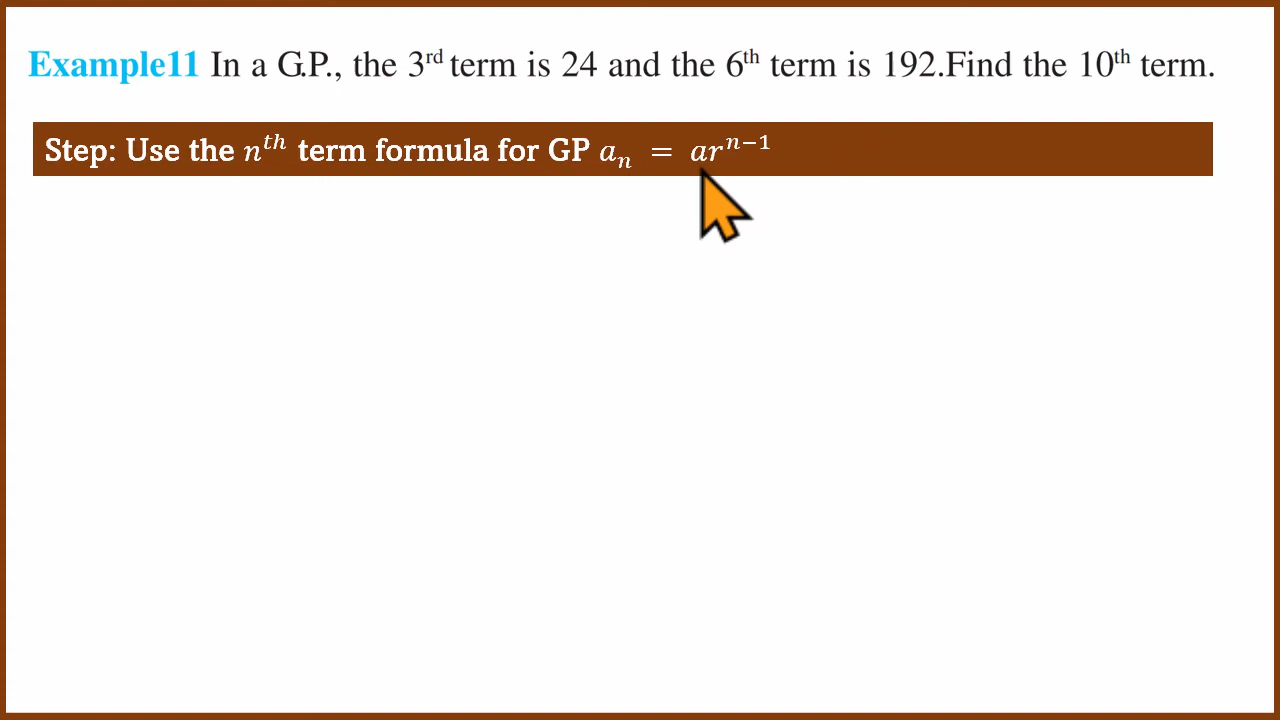 Example11 In a G.P., the 3rd term is 24 and the 6th term is 192.Find the 10th term.
Step: Use the nth term formula for GP aₙ = arⁿ⁻¹